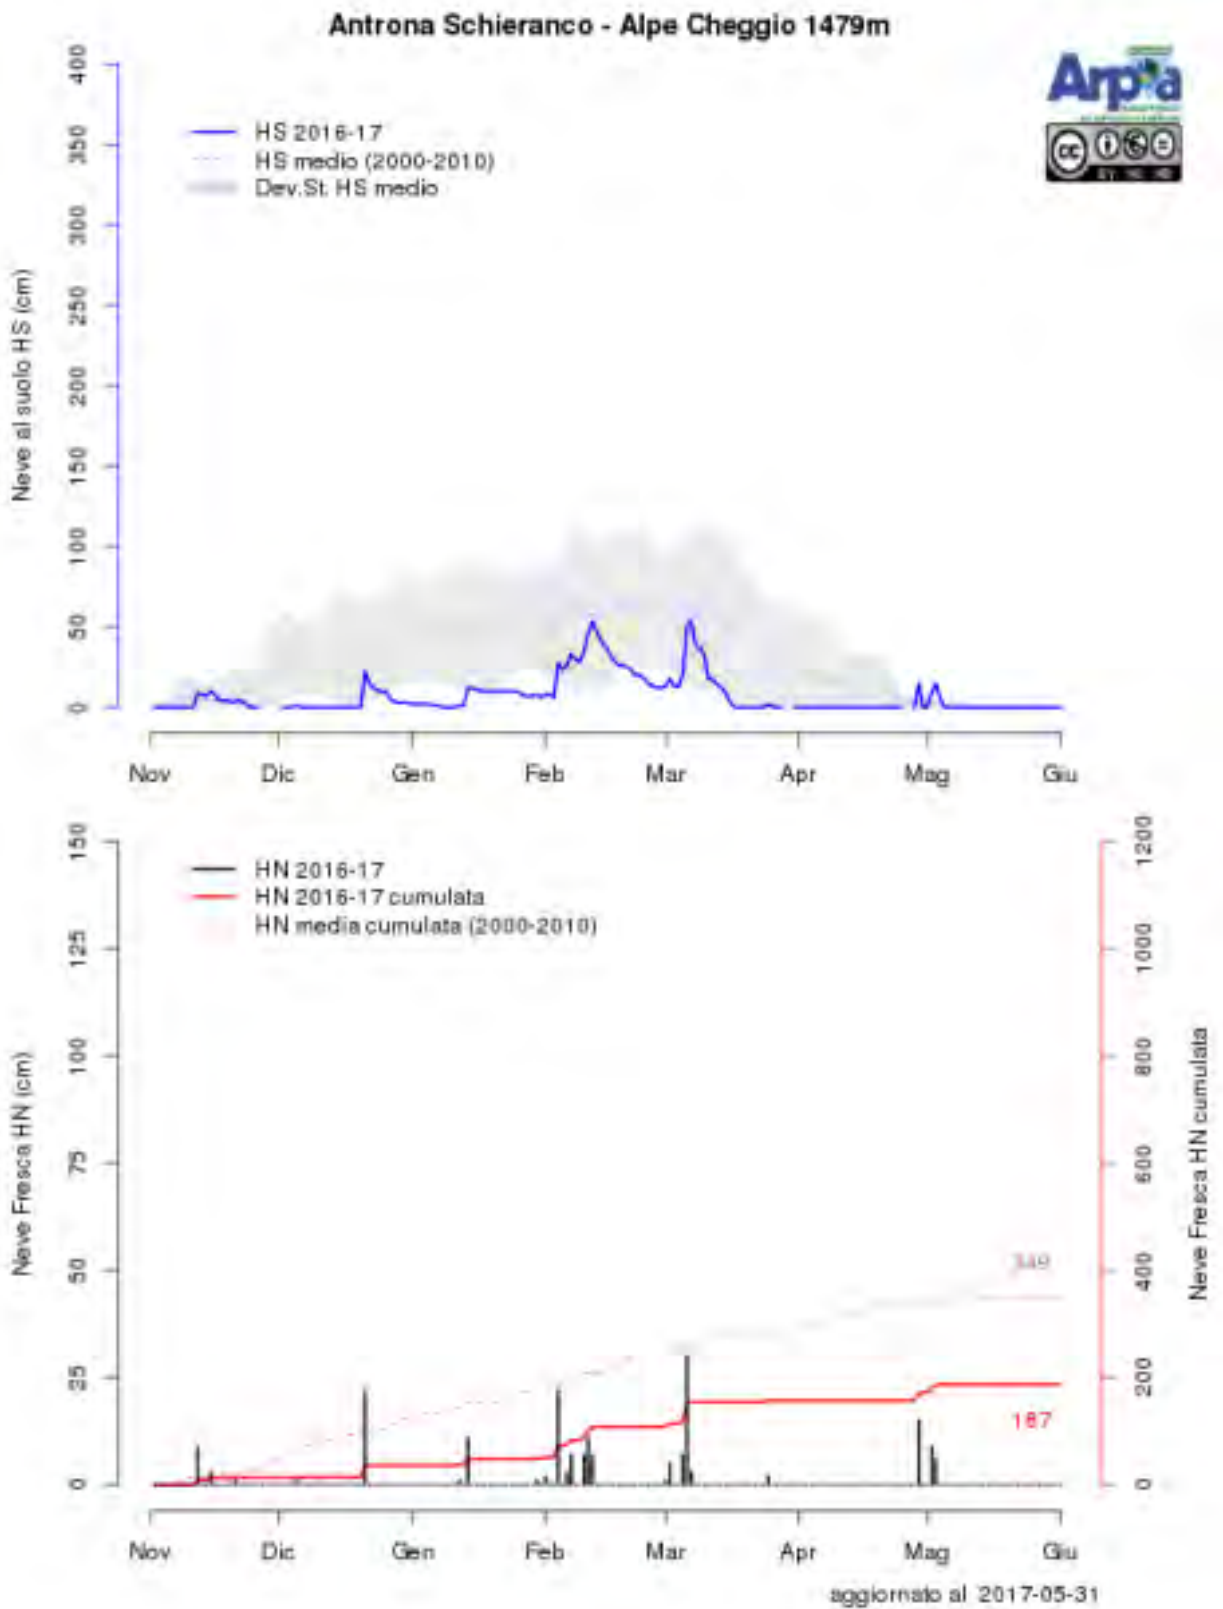 Antrona Schieranco - Alpe Cheggio 1479m
Arpa
cc
HS 2016-17
HS medio (2000-2010)
Dev.St. HS medio
Neve al suolo HS (cm)
400
350
300
250
200
150
100
50
0
Nov Dic Gen Feb Mar Apr Mag Giu
HN 2016-17
HN 2016-17 cumulata
HN media cumulata (2000-2010)
Neve Fresca HN (cm)
150
125
100
75
50
25
0
1200
1000
800
600
400
200
0
Neve Fresca HN cumulata
349
187
Nov Dic Gen Feb Mar Apr Mag Giu
aggiornato al 2017-05-31